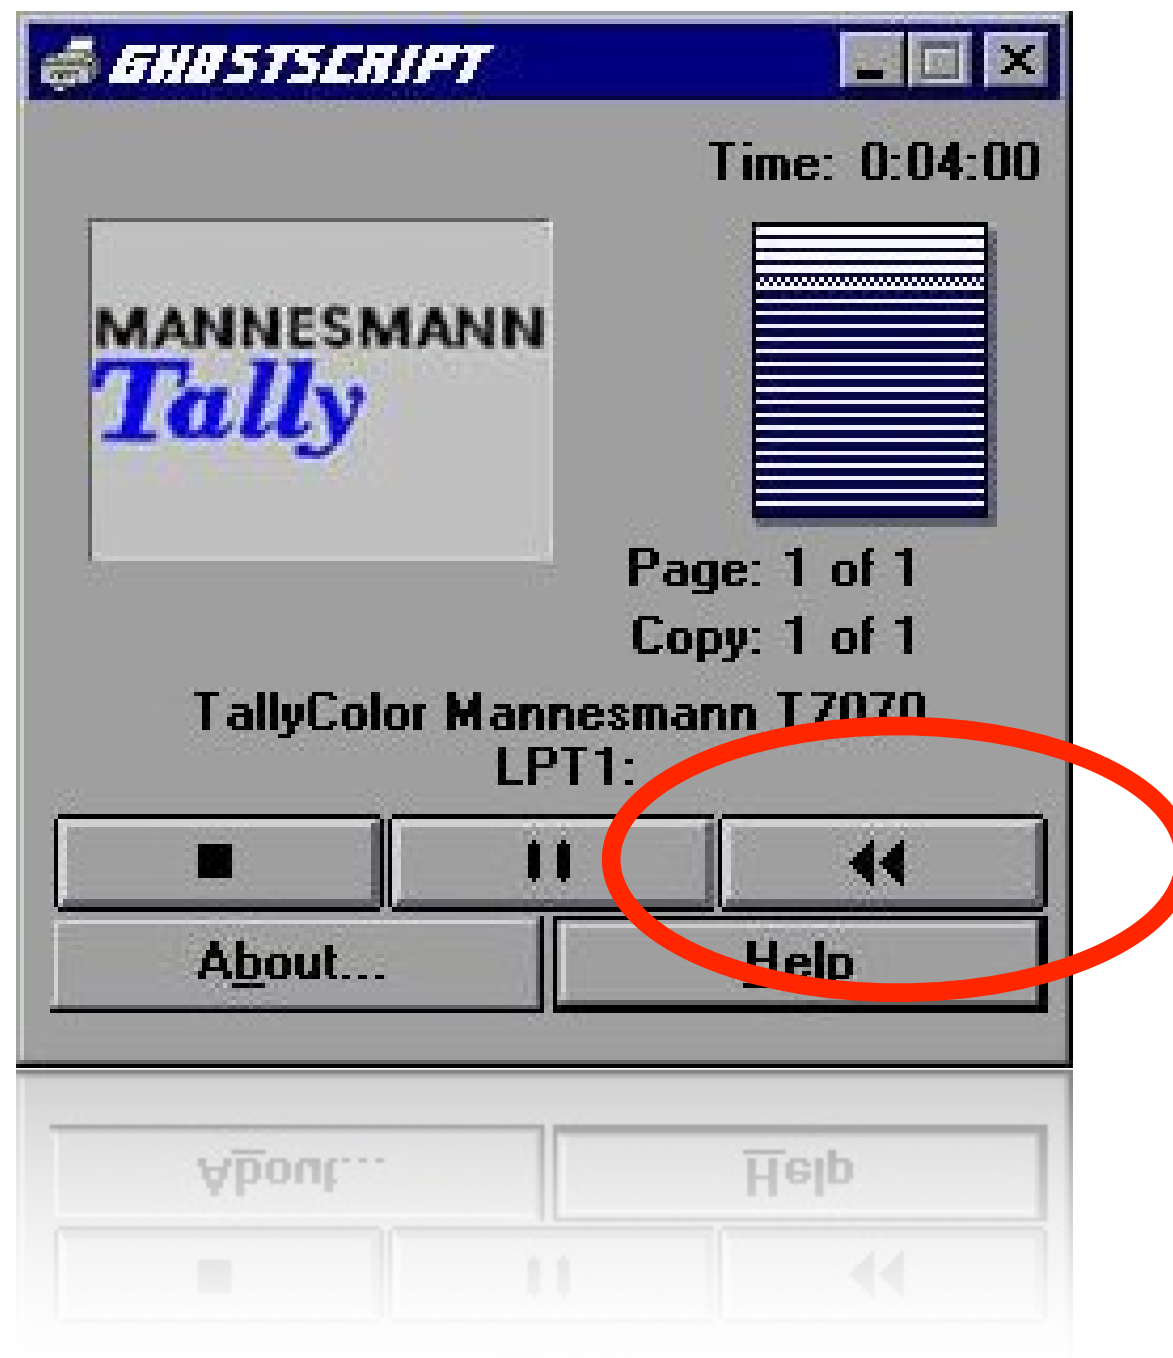 GHOSTSCRIPT
Time: 0:04:00
MANNESMANN
Tally
Page: 1 of 1
Copy: 1 of 1
TallyColor Mannesmann T7070
LPT1:
About...
Help